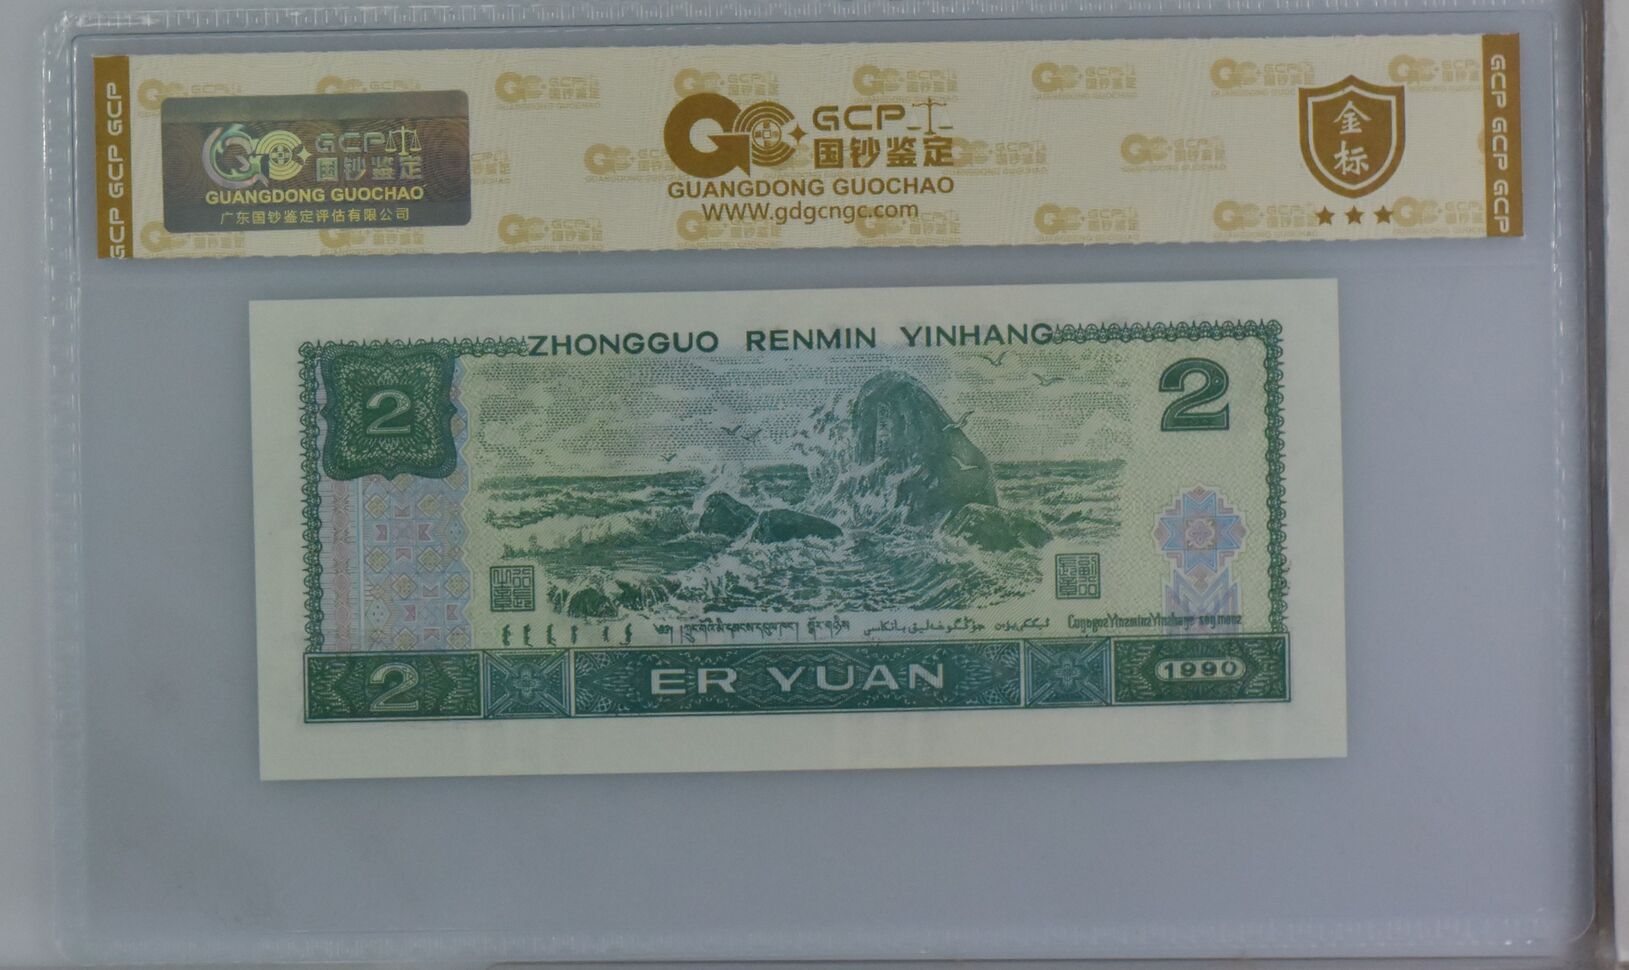 GCP GCP GCP
GCP
国钞鉴定
GUANGDONG GUOCHAO
广东国钞鉴定评估有限公司
GCP
国钞鉴定
GUANGDONG GUOCHAO
WWW.gdgcngc.com
金标
GCP GCP GCP
ZHONGGUO RENMIN YINHANG
2
2
2
ER YUAN
1990